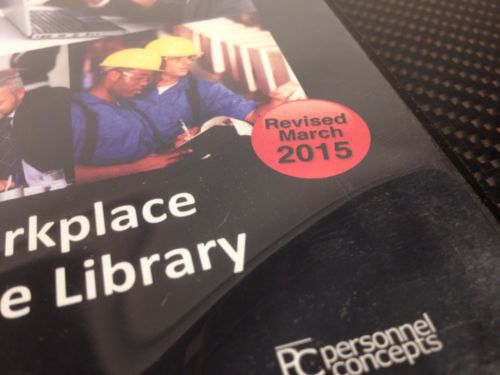 Revised
March
2015
rkplace
e Library
PC personnel
concepts